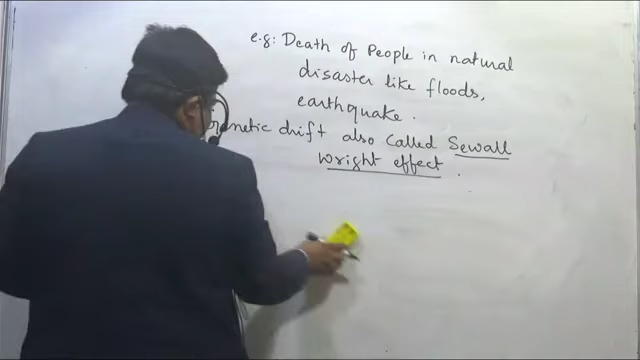 e.g: Death of People in natural
disaster like floods,
earthquake.
drift also called Sewall
Wright effect.